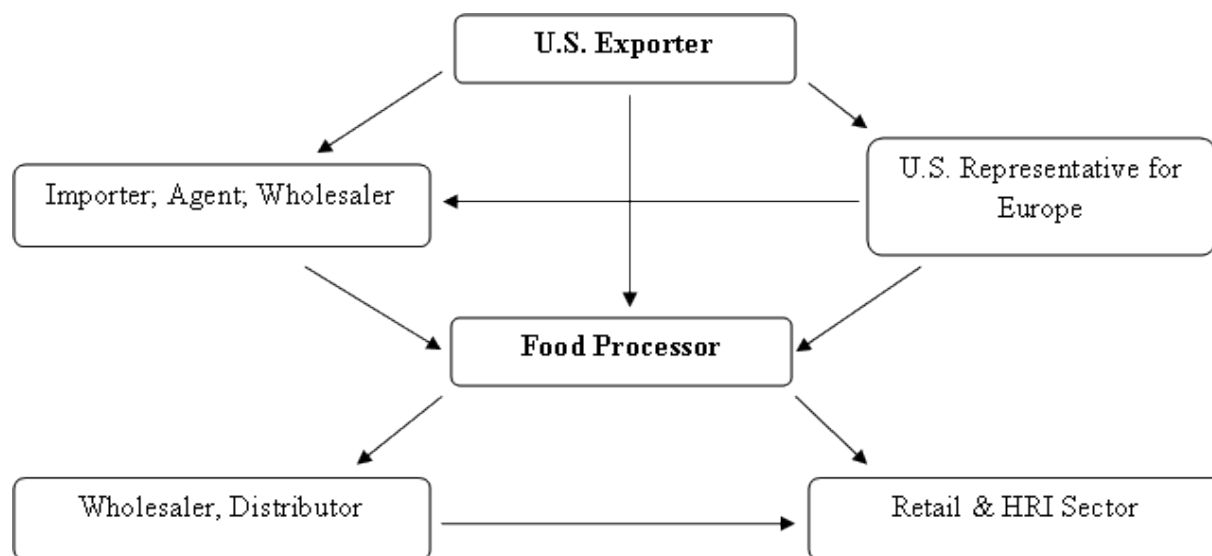 U.S. Exporter
Importer; Agent; Wholesaler
U.S. Representative for
Europe
Food Processor
Wholesaler, Distributor
Retail & HRI Sector